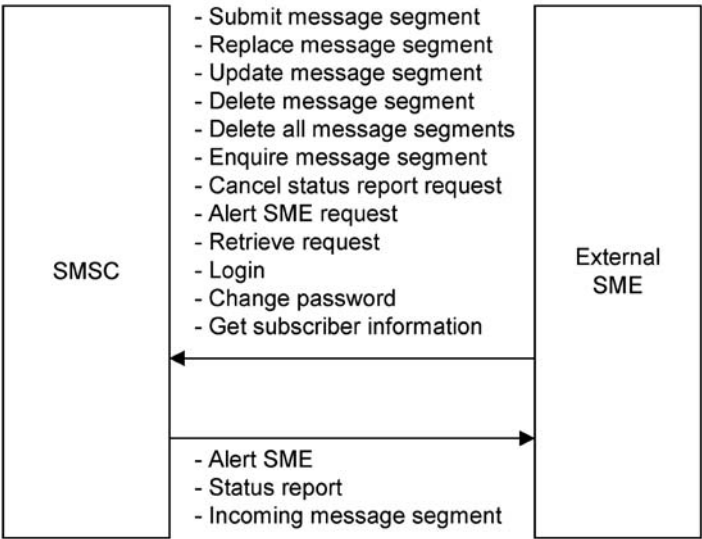 - Submit message segment
- Replace message segment
- Update message segment
- Delete message segment
- Delete all message segments
- Enquire message segment
- Cancel status report request
- Alert SME request
- Retrieve request
- Login
- Change password
- Get subscriber information
SMSC
External
SME
- Alert SME
- Status report
- Incoming message segment